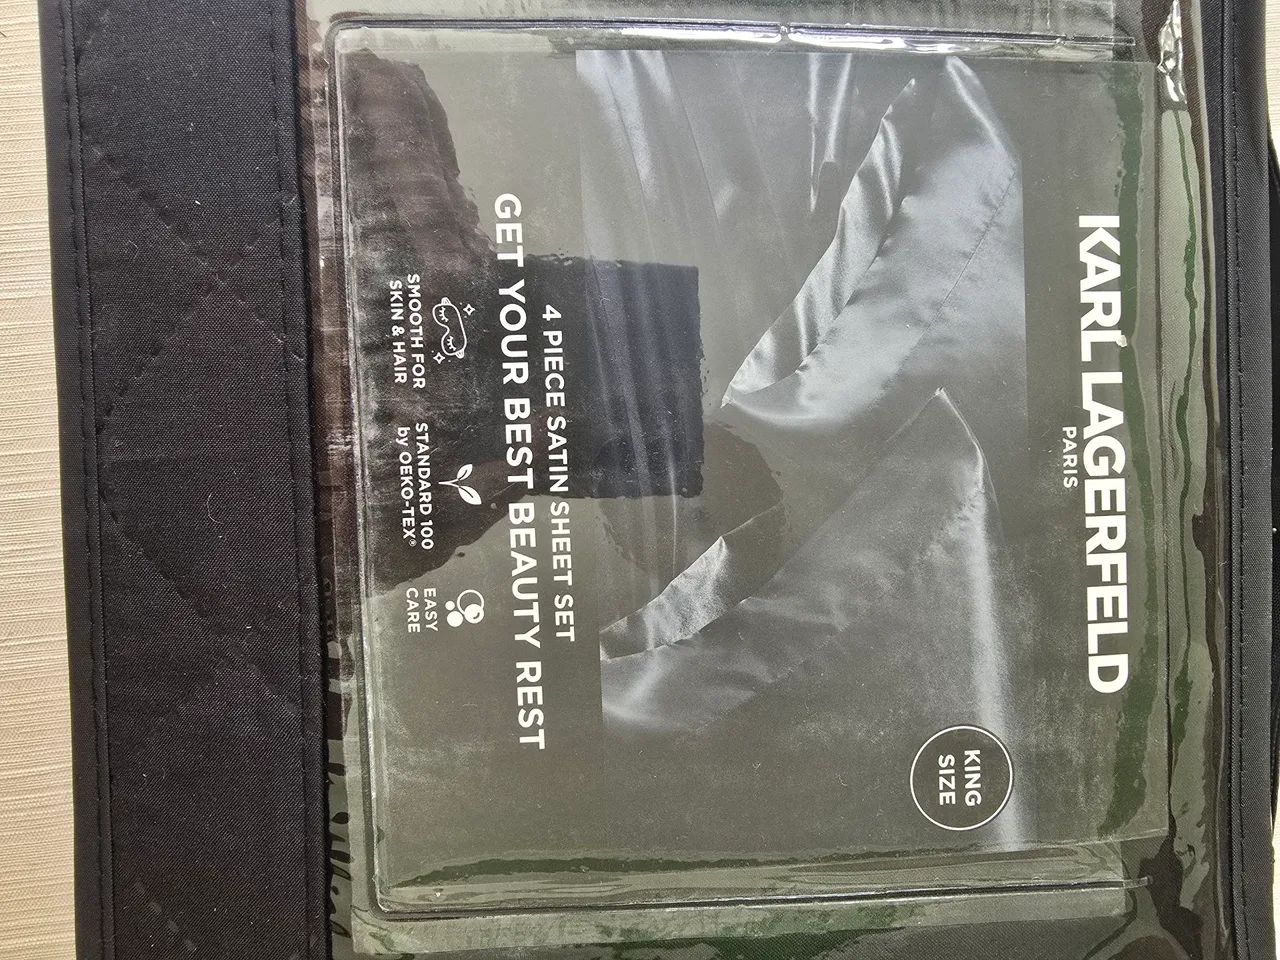 KARL LAGERFELD
PARIS
KING
SIZE
4 PIECE SATIN SHEET SET
GET YOUR BEST BEAUTY REST
SMOOTH FOR
SKIN & HAIR
STANDARD 100
by OEKO-TEX®
EASY
CARE